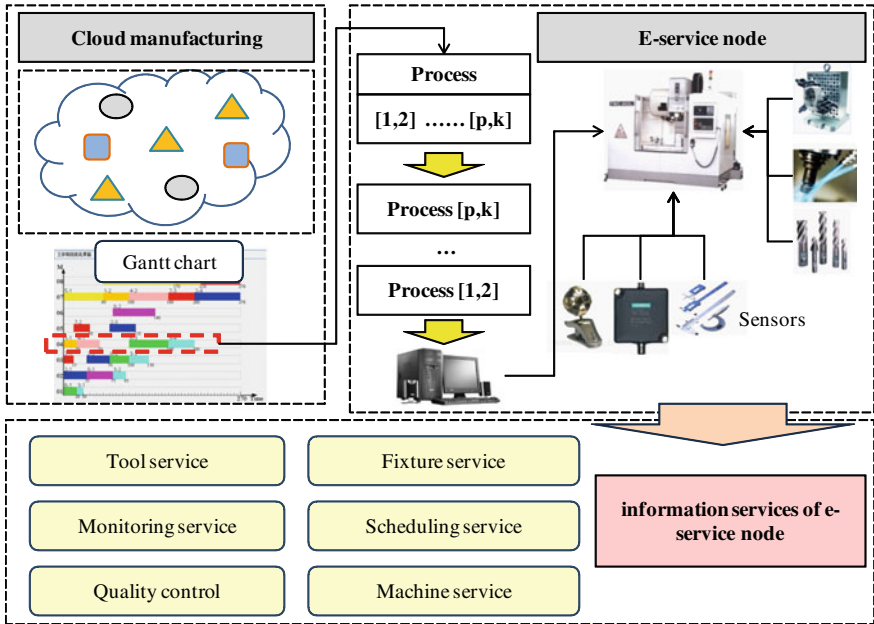 Cloud manufacturing
Gantt chart
E-service node
Process
[1,2] ...... [p,k]
Process [p,k]
...
Process [1,2]
Sensors
Tool service
Fixture service
Monitoring service
Scheduling service
Quality control
Machine service
information services of e-
service node